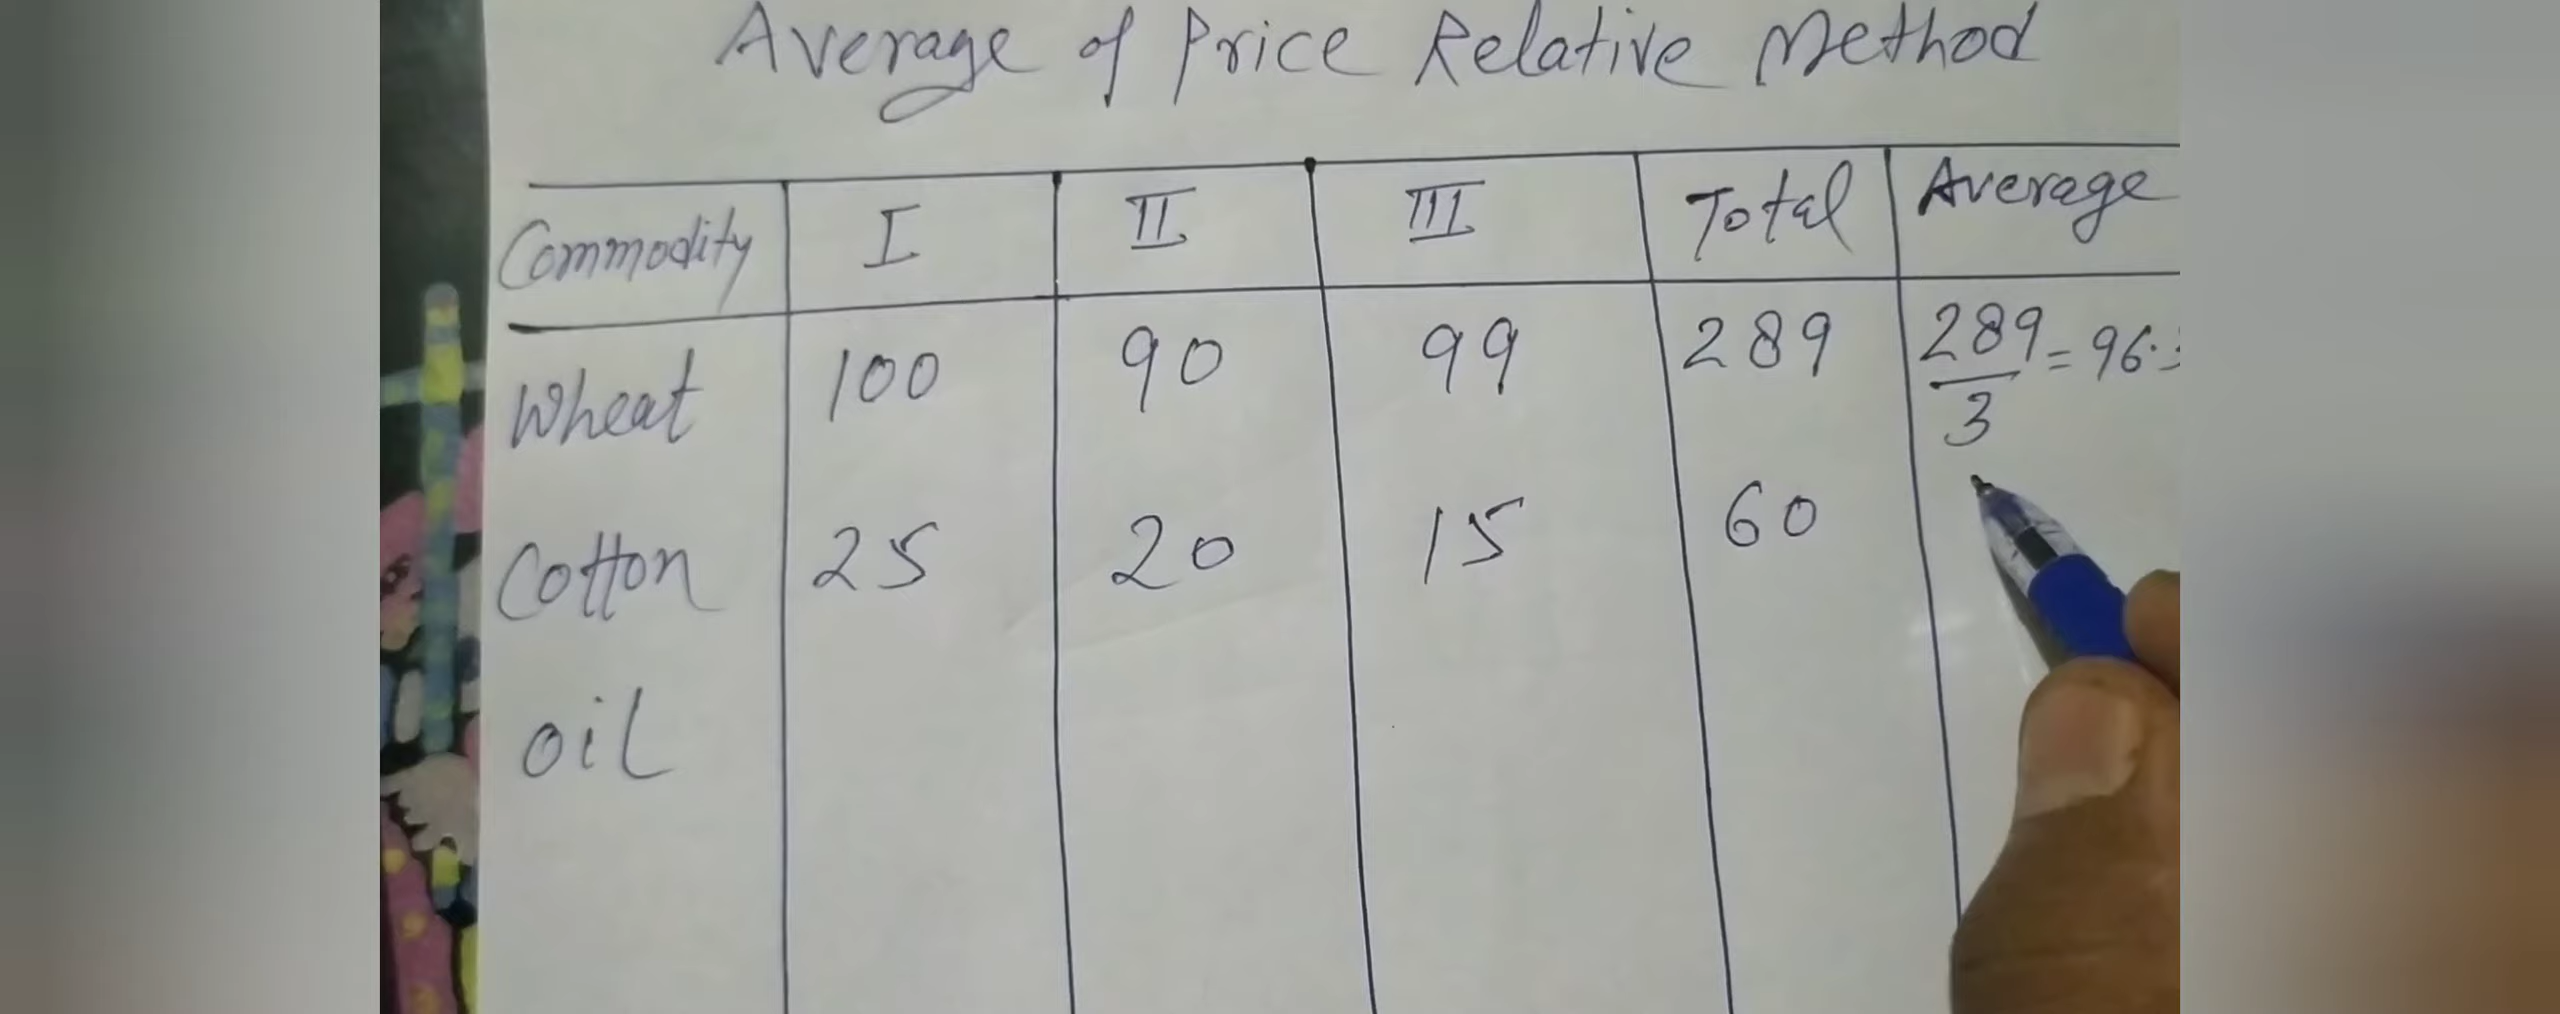 Average of Price Relative Method
Commodity I II III Total Average
Wheat 100 90 99 289 289/3 = 96.
Cotton 25 20 15 60
oil